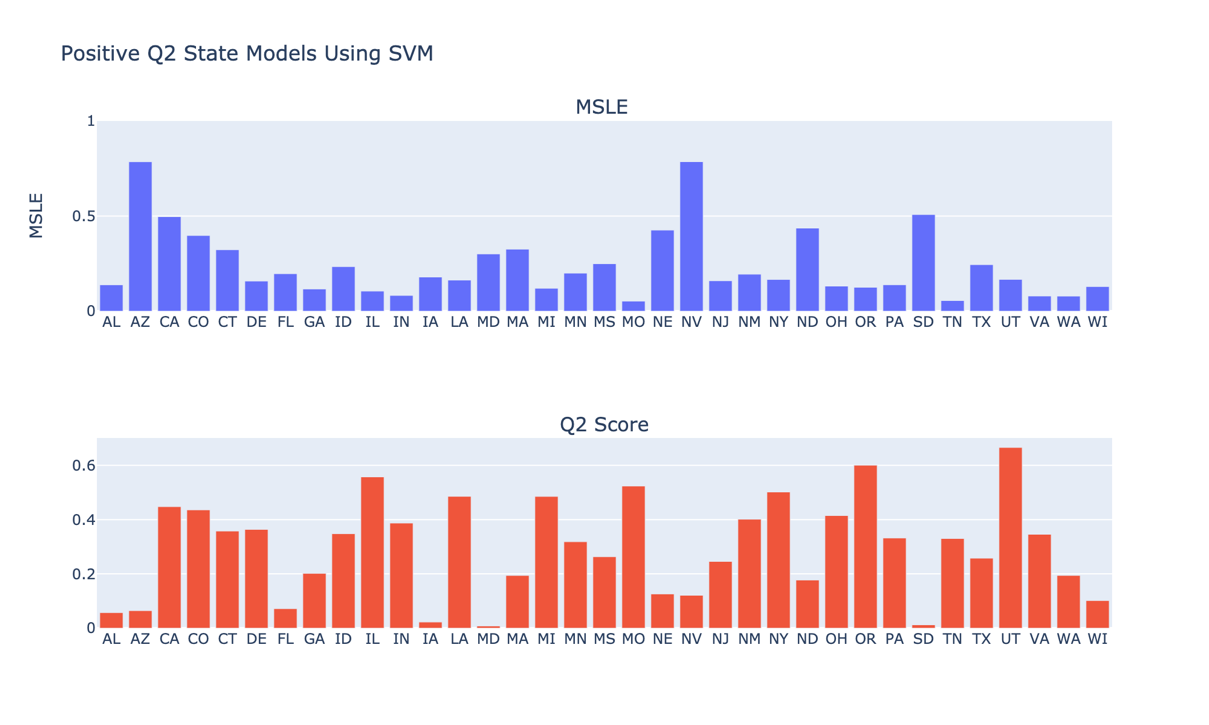 Positive Q2 State Models Using SVM
MSLE
MSLE
1
0.5
0
AL AZ CA CO CT DE FL GA ID IL IN IA LA MD MA MI MN MS MO NE NV NJ NM NY ND OH OR PA SD TN TX UT VA WA WI
Q2 Score
0.6
0.4
0.2
0
AL AZ CA CO CT DE FL GA ID IL IN IA LA MD MA MI MN MS MO NE NV NJ NM NY ND OH OR PA SD TN TX UT VA WA WI